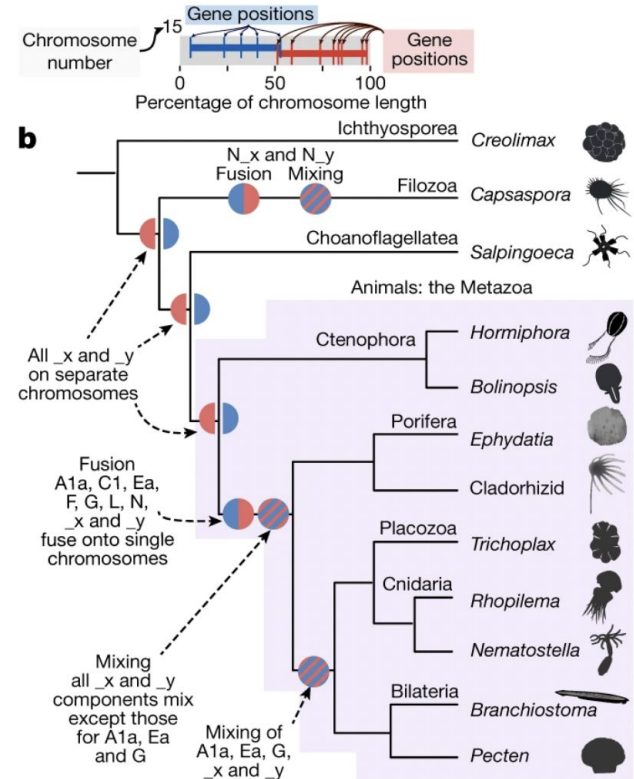 Gene positions
15
Chromosome
number
Gene
positions
0 50 100
Percentage of chromosome length
b
Ichthyosporea
Creolimax
N_x and N_y
Fusion Mixing
Filozoa
Capsaspora
Choanoflagellatea
Salpingoeca
Animals: the Metazoa
Ctenophora
Hormiphora
All _x and _y
on separate
chromosomes
Bolinopsis
Porifera
Ephydatia
Fusion
A1a, C1, Ea,
F, G, L, N,
_x and _y
fuse onto single
chromosomes
Cladorhizid
Placozoa
Trichoplax
Cnidaria
Rhopilema
Nematostella
Mixing
all _x and _y
components mix
except those
for A1a, Ea
and G
Bilateria
Branchiostoma
Mixing of
A1a, Ea, G,
_x and _y
Pecten